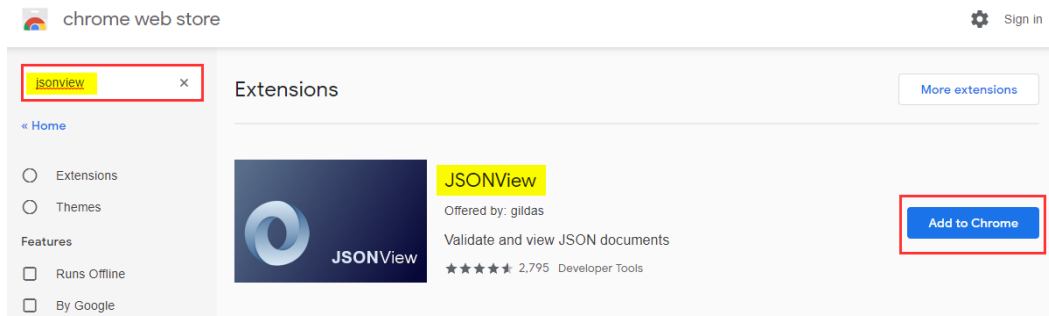 chrome web store
Sign in
jsonview ×
« Home
Extensions
Themes
Features
Runs Offline
By Google
Extensions
More extensions
JSONView
JSONView
Offered by: gildas
Validate and view JSON documents
2,795 Developer Tools
Add to Chrome